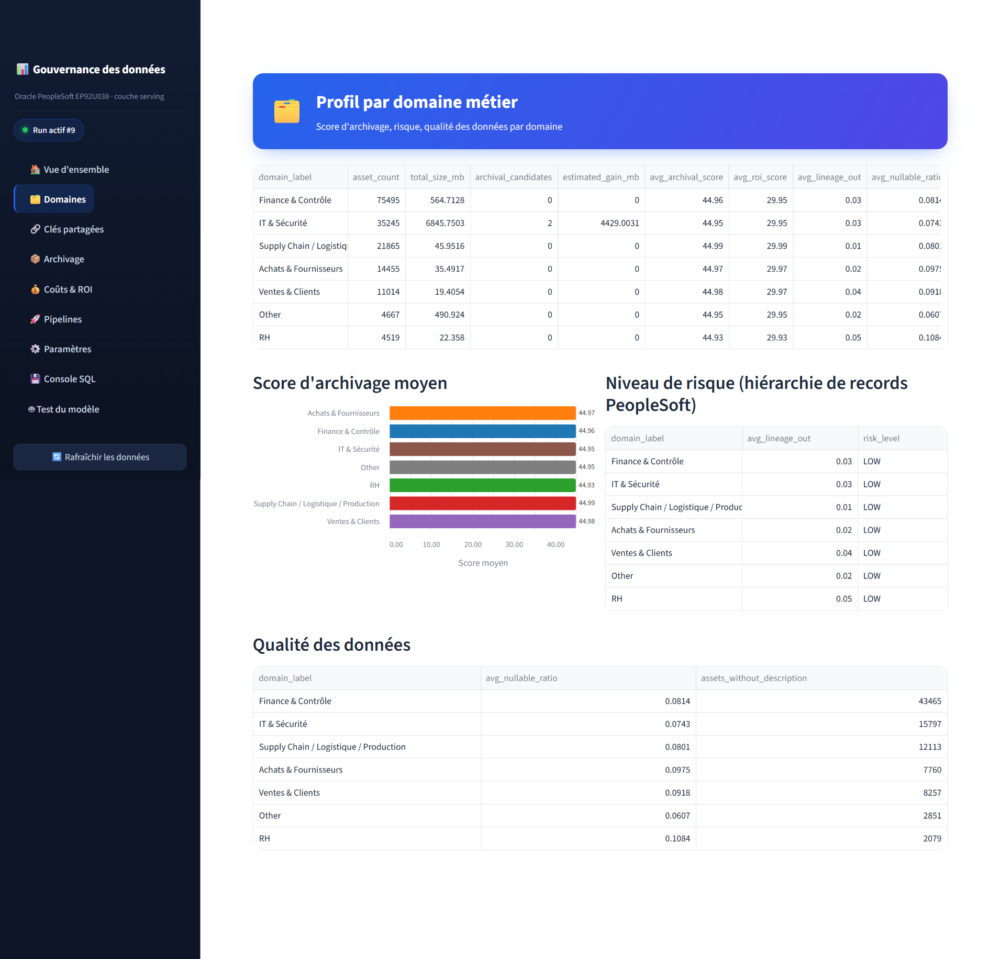 Gouvernance des données
Oracle PeopleSoft EP92U038 · couche serving
Run actif #9
Vue d'ensemble
Domaines
Clés partagées
Archivage
Coûts & ROI
Pipelines
Paramètres
Console SQL
Test du modèle
Rafraîchir les données
Profil par domaine métier
Score d'archivage, risque, qualité des données par domaine
domain_label asset_count total_size_mb archival_candidates estimated_gain_mb avg_archival_score avg_roi_score avg_lineage_out avg_nullable_ratio
Finance & Contrôle 75495 564.7128 0 0 44.96 29.95 0.03 0.0814
IT & Sécurité 35245 6845.7503 2 4429.0031 44.95 29.95 0.03 0.0743
Supply Chain / Logistiq 21865 45.9516 0 0 44.99 29.99 0.01 0.0801
Achats & Fournisseurs 14455 35.4917 0 0 44.97 29.97 0.02 0.0975
Ventes & Clients 11014 19.4054 0 0 44.98 29.97 0.04 0.0918
Other 4667 490.924 0 0 44.95 29.95 0.02 0.0607
RH 4519 22.358 0 0 44.93 29.93 0.05 0.1084
Score d'archivage moyen
Achats & Fournisseurs 44.97
Finance & Contrôle 44.96
IT & Sécurité 44.95
Other 44.95
RH 44.93
Supply Chain / Logistique / Production 44.99
Ventes & Clients 44.98
0.00 10.00 20.00 30.00 40.00
Score moyen
Niveau de risque (hiérarchie de records
PeopleSoft)
domain_label avg_lineage_out risk_level
Finance & Contrôle 0.03 LOW
IT & Sécurité 0.03 LOW
Supply Chain / Logistique / Produc 0.01 LOW
Achats & Fournisseurs 0.02 LOW
Ventes & Clients 0.04 LOW
Other 0.02 LOW
RH 0.05 LOW
Qualité des données
domain_label avg_nullable_ratio assets_without_description
Finance & Contrôle 0.0814 43465
IT & Sécurité 0.0743 15797
Supply Chain / Logistique / Production 0.0801 12113
Achats & Fournisseurs 0.0975 7760
Ventes & Clients 0.0918 8257
Other 0.0607 2851
RH 0.1084 2079